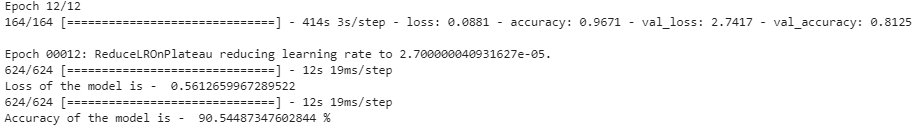 Epoch 12/12
164/164 [==============================] - 414s 3s/step - loss: 0.0881 - accuracy: 0.9671 - val_loss: 2.7417 - val_accuracy: 0.8125
Epoch 00012: ReduceLROnPlateau reducing learning rate to 2.700000040931627e-05.
624/624 [==============================] - 12s 19ms/step
Loss of the model is -  0.5612659967289522
624/624 [==============================] - 12s 19ms/step
Accuracy of the model is -  90.54487347602844 %